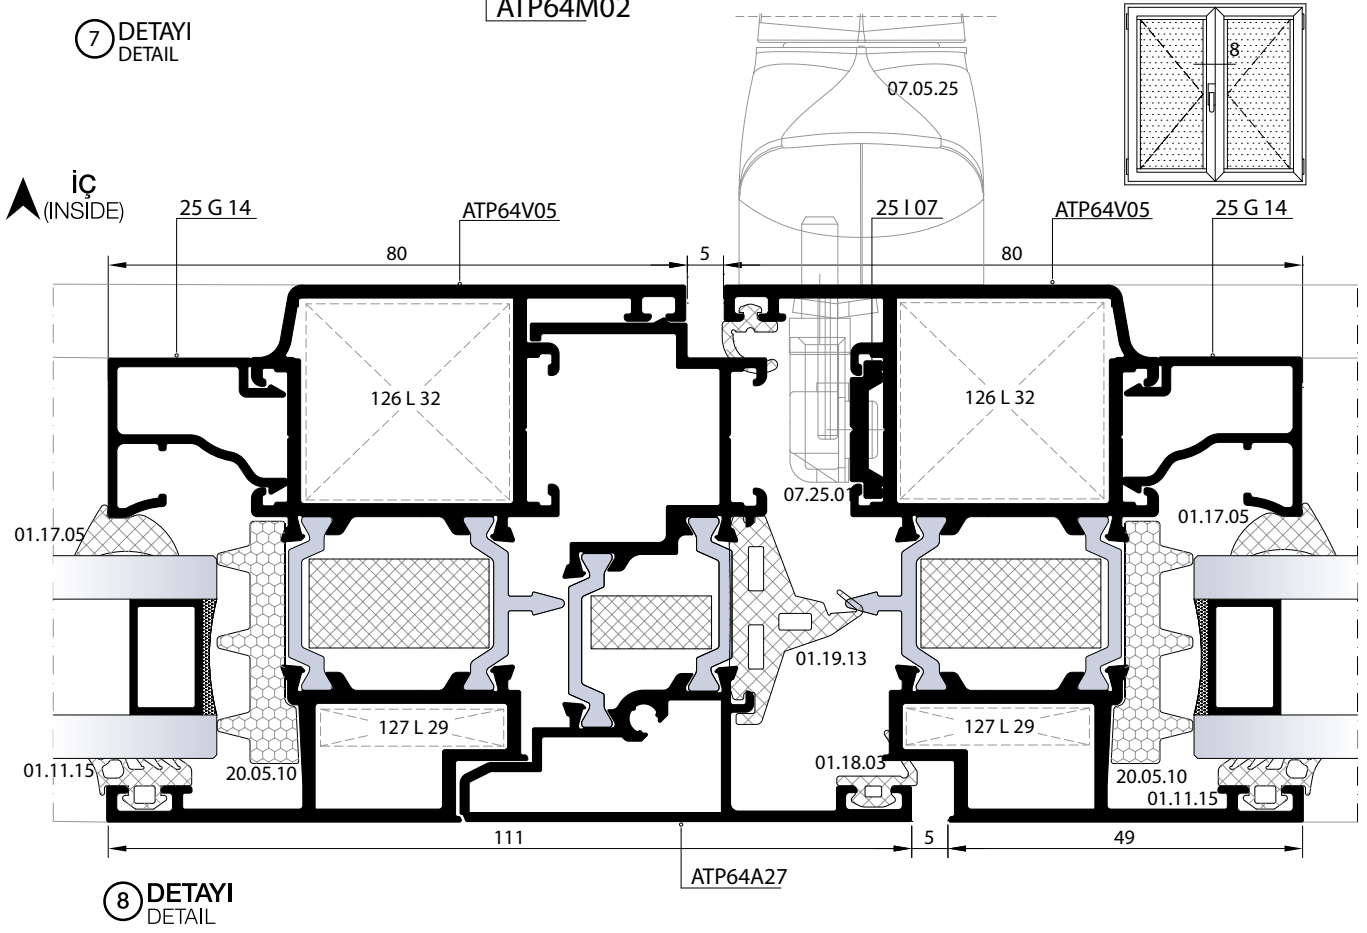 ATP64M02
7 DETAYI
DETAIL
07.05.25
8
İÇ
(INSIDE)
25 G 14
ATP64V05
25 I 07
ATP64V05
25 G 14
80
5
80
126 L 32
126 L 32
07.25.01
01.17.05
01.17.05
01.19.13
127 L 29
127 L 29
01.18.03
01.11.15
20.05.10
20.05.10
01.11.15
111
5
49
ATP64A27
8 DETAYI
DETAIL